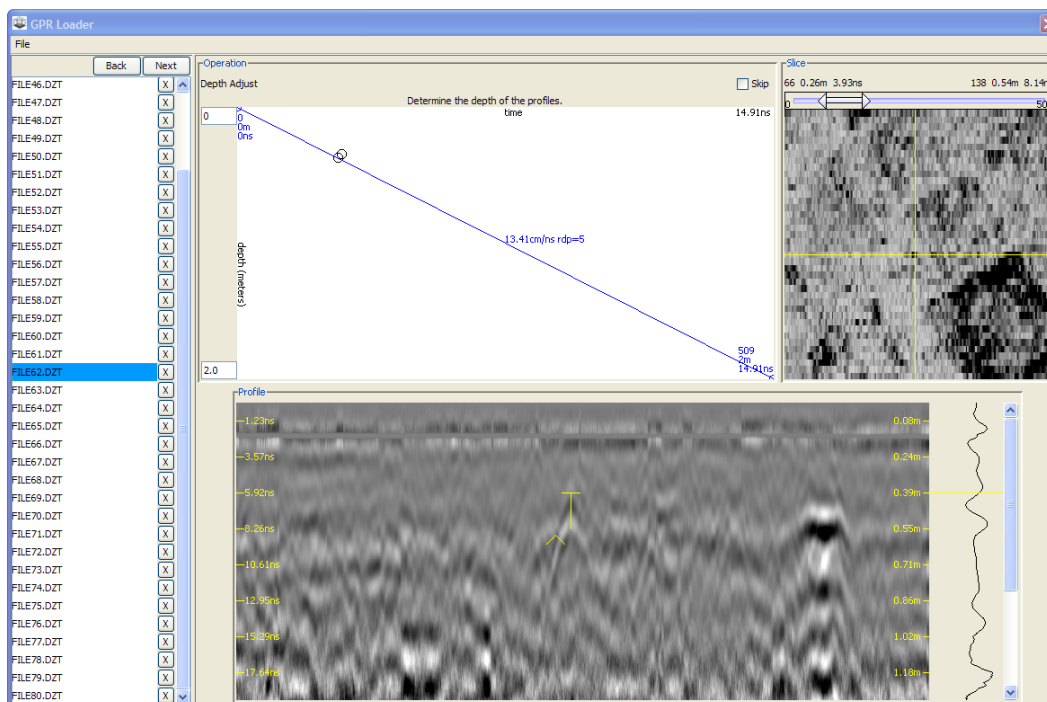 GPR Loader
File
Back
Next
FILE46.DZT X
FILE47.DZT X
FILE48.DZT X
FILE49.DZT X
FILE50.DZT X
FILE51.DZT X
FILE52.DZT X
FILE53.DZT X
FILE54.DZT X
FILE55.DZT X
FILE56.DZT X
FILE57.DZT X
FILE58.DZT X
FILE59.DZT X
FILE60.DZT X
FILE61.DZT X
FILE62.DZT X
FILE63.DZT X
FILE64.DZT X
FILE65.DZT X
FILE66.DZT X
FILE67.DZT X
FILE68.DZT X
FILE69.DZT X
FILE70.DZT X
FILE71.DZT X
FILE72.DZT X
FILE73.DZT X
FILE74.DZT X
FILE75.DZT X
FILE76.DZT X
FILE77.DZT X
FILE78.DZT X
FILE79.DZT X
FILE80.DZT X
Operation
Depth Adjust
Skip
Determine the depth of the profiles.
time
14.91ns
0
0
0m
0ns
13.41cm/ns rdp=5
depth (meters)
509
2m
14.91ns
2.0
Slice
66 0.26m 3.93ns
138 0.54m 8.14n
0
50
Profile
1.23ns
3.57ns
5.92ns
8.26ns
10.61ns
12.95ns
15.29ns
17.64ns
0.08m
0.24m
0.39m
0.55m
0.71m
0.86m
1.02m
1.18m